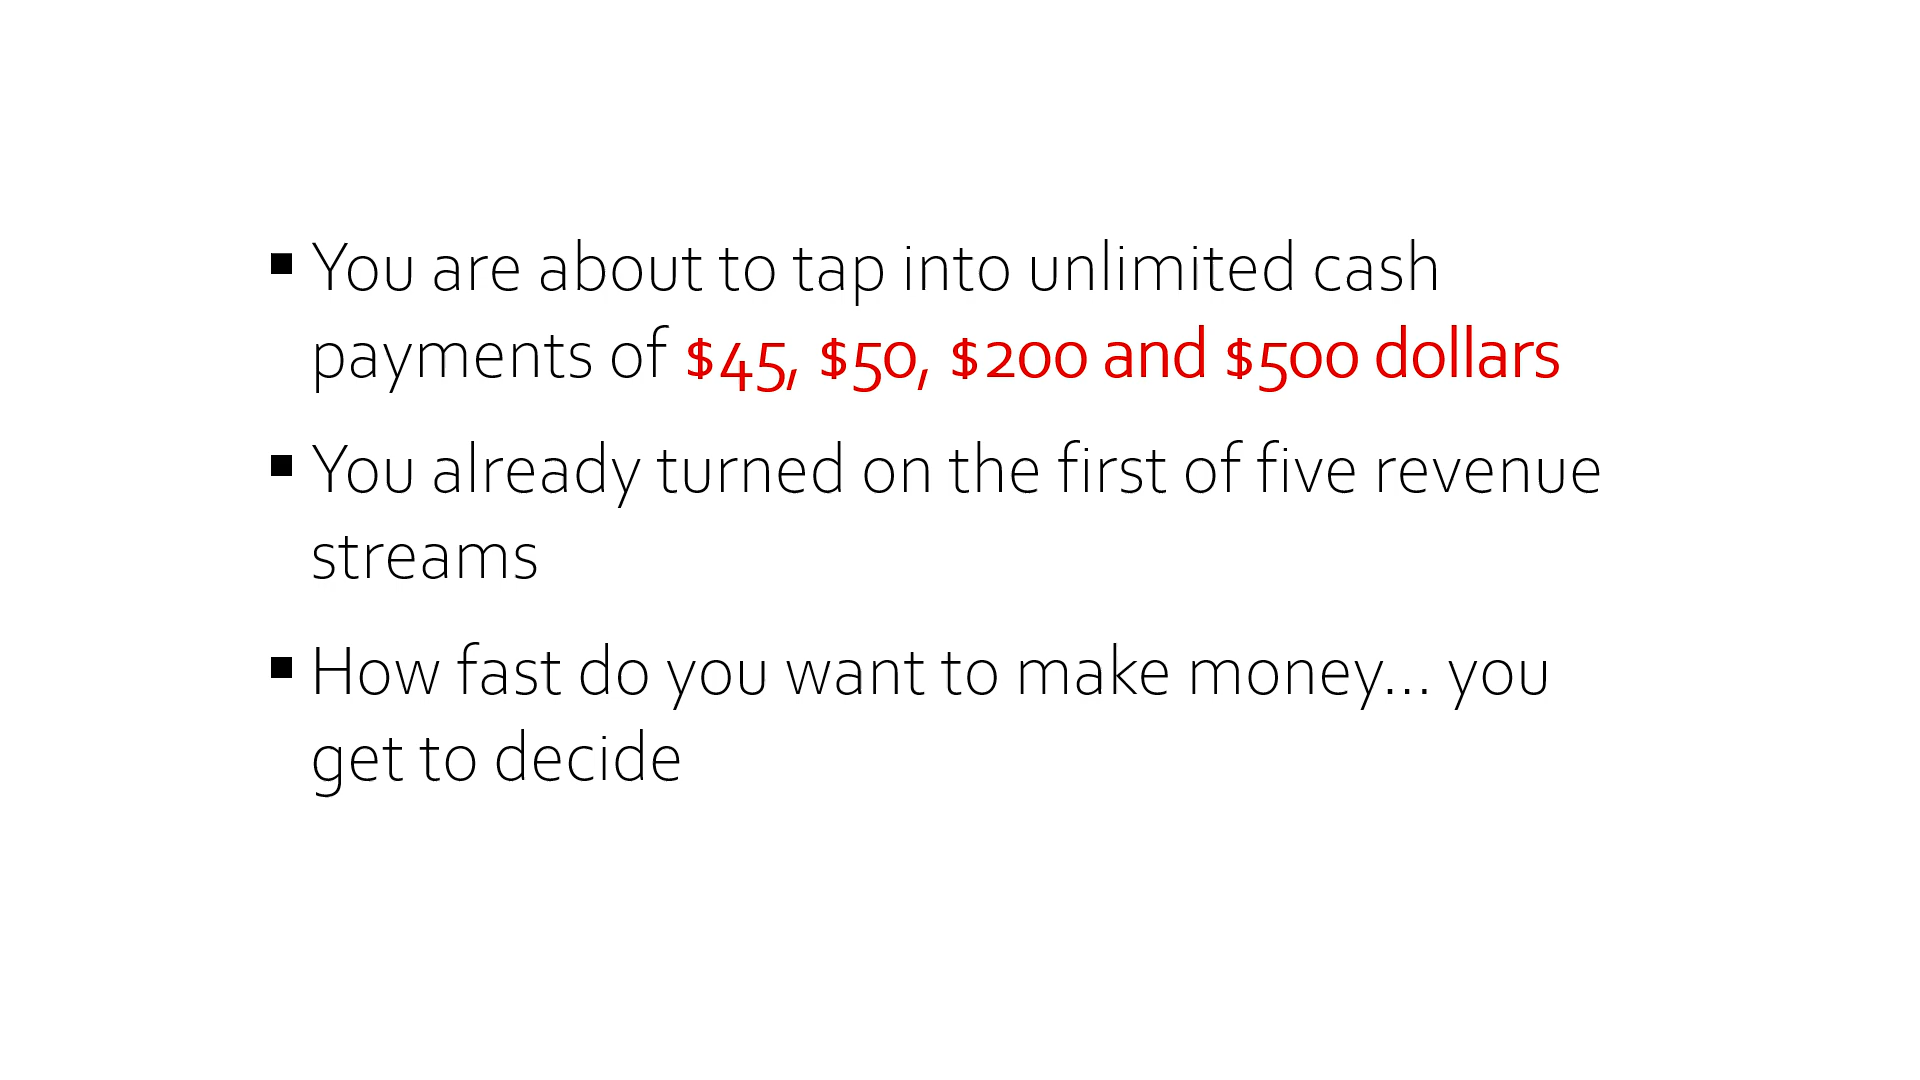 ▪ You are about to tap into unlimited cash
payments of $45, $50, $200 and $500 dollars
▪ You already turned on the first of five revenue
streams
▪ How fast do you want to make money... you
get to decide